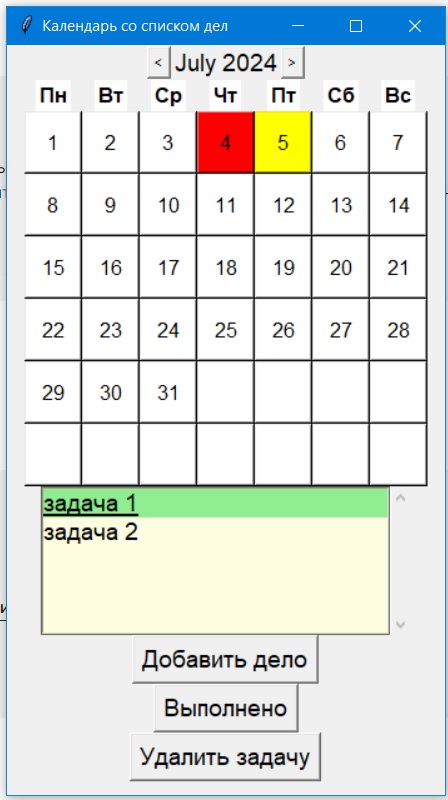 Календарь со списком дел
< July 2024 >
Пн Вт Ср Чт Пт Сб Вс
1 2 3 4 5 6 7
8 9 10 11 12 13 14
15 16 17 18 19 20 21
22 23 24 25 26 27 28
29 30 31
задача 1
задача 2
Добавить дело
Выполнено
Удалить задачу